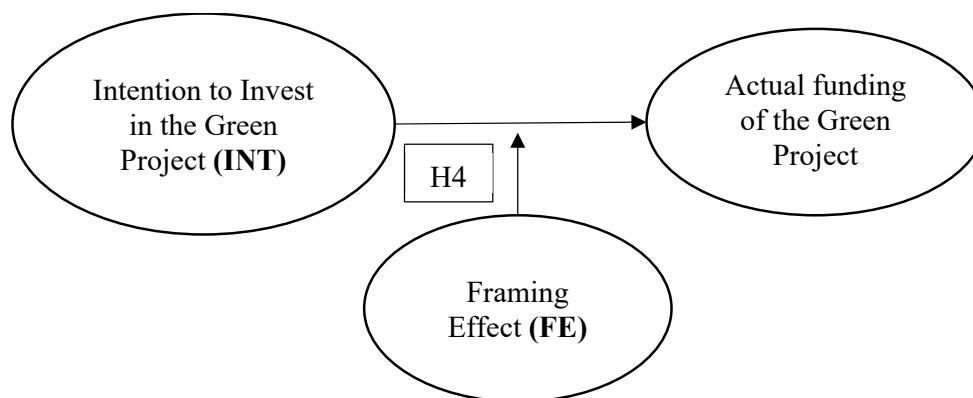 Intention to Invest
in the Green
Project (INT)
Actual funding
of the Green
Project
H4
Framing
Effect (FE)